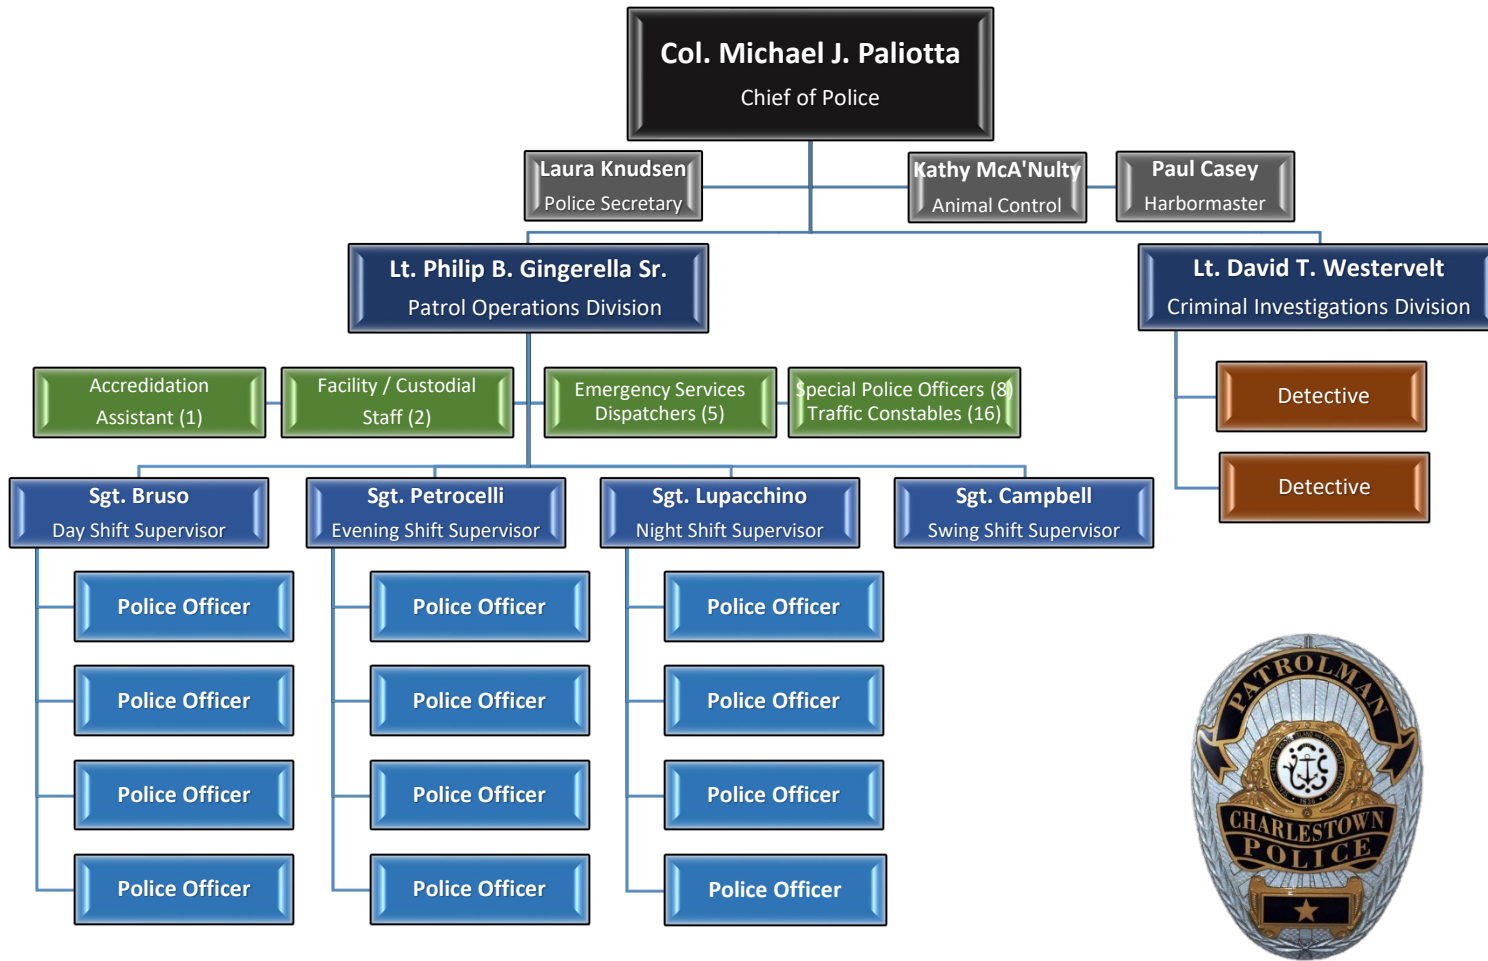 Col. Michael J. Paliotta
Chief of Police
Laura Knudsen
Police Secretary
Kathy McA'Nulty
Animal Control
Paul Casey
Harbormaster
Lt. Philip B. Gingerella Sr.
Patrol Operations Division
Lt. David T. Westervelt
Criminal Investigations Division
Accredidation
Assistant (1)
Facility / Custodial
Staff (2)
Emergency Services
Dispatchers (5)
Special Police Officers (8)
Traffic Constables (16)
Detective
Detective
Sgt. Bruso
Day Shift Supervisor
Sgt. Petrocelli
Evening Shift Supervisor
Sgt. Lupacchino
Night Shift Supervisor
Sgt. Campbell
Swing Shift Supervisor
Police Officer
Police Officer
Police Officer
Police Officer
Police Officer
Police Officer
Police Officer
Police Officer
Police Officer
Police Officer
Police Officer
Police Officer
PATROLMAN
CHARLESTOWN
POLICE